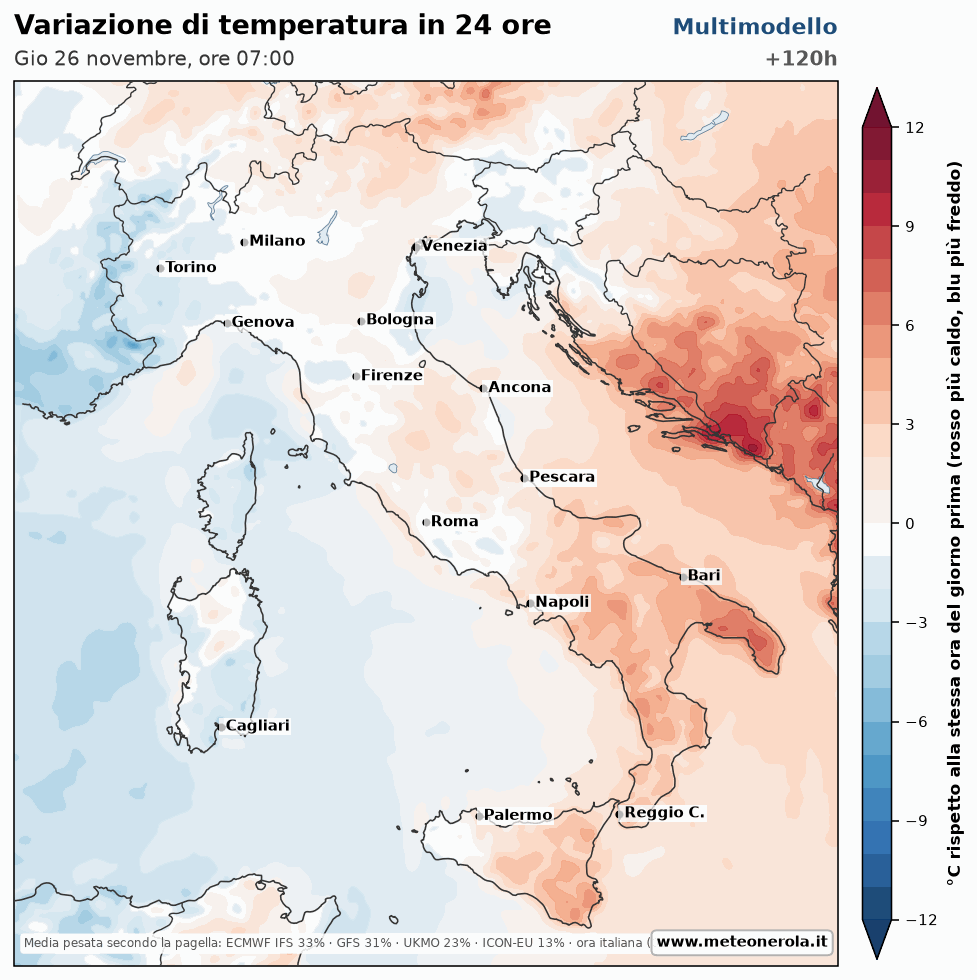 Variazione di temperatura in 24 ore
Multimodello
Gio 26 novembre, ore 07:00
+120h
Milano
Venezia
Torino
Genova
Bologna
Firenze
Ancona
Pescara
Roma
Bari
Napoli
Cagliari
Palermo
Reggio C.
12
9
6
3
0
−3
−6
−9
−12
°C rispetto alla stessa ora del giorno prima (rosso più caldo, blu più freddo)
Media pesata secondo la pagella: ECMWF IFS 33% · GFS 31% · UKMO 23% · ICON-EU 13% · ora italiana (
www.meteonerola.it